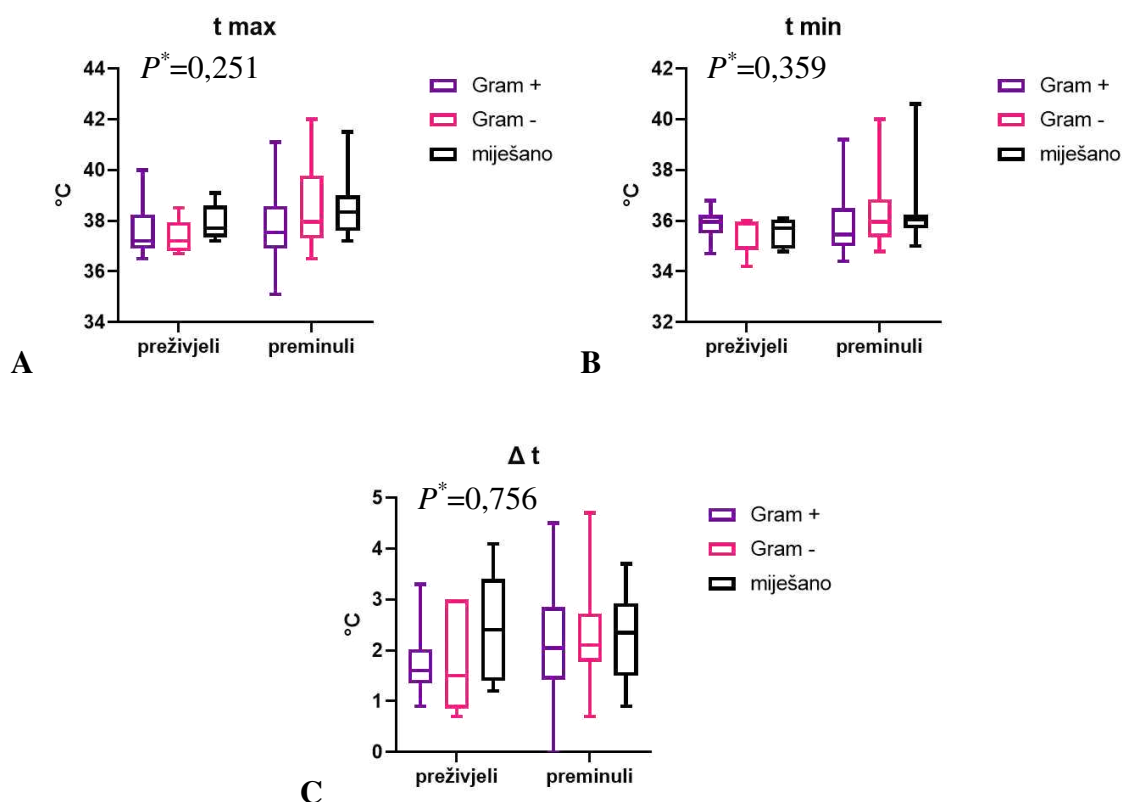 t max
P*=0,251
44
42
40
38
36
34
°C
preživjeli
preminuli
Gram +
Gram -
miješano
A
t min
P*=0,359
42
40
38
36
34
32
°C
preživjeli
preminuli
Gram +
Gram -
miješano
B
Δ t
P*=0,756
5
4
3
2
1
0
°C
preživjeli
preminuli
Gram +
Gram -
miješano
C